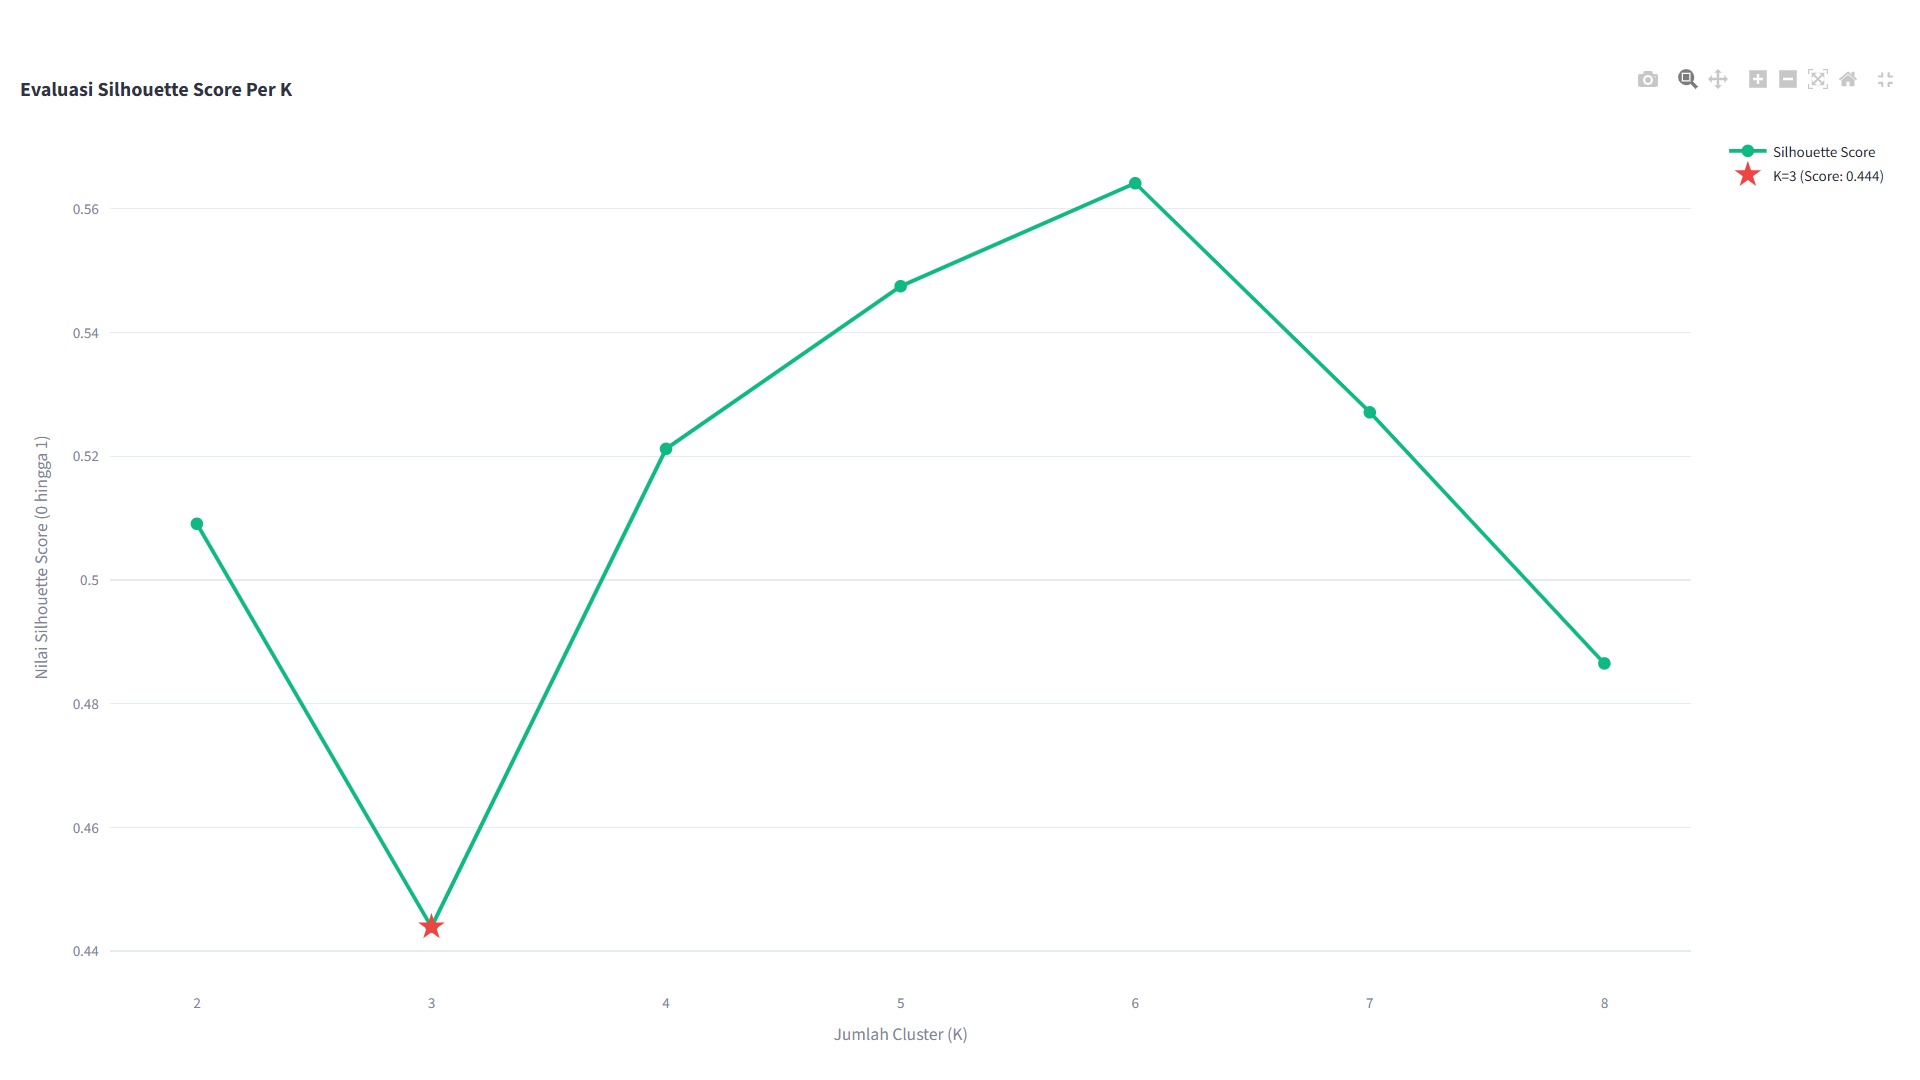 Evaluasi Silhouette Score Per K
Silhouette Score
K=3 (Score: 0.444)
Nilai Silhouette Score (0 hingga 1)
0.56
0.54
0.52
0.5
0.48
0.46
0.44
2 3 4 5 6 7 8
Jumlah Cluster (K)